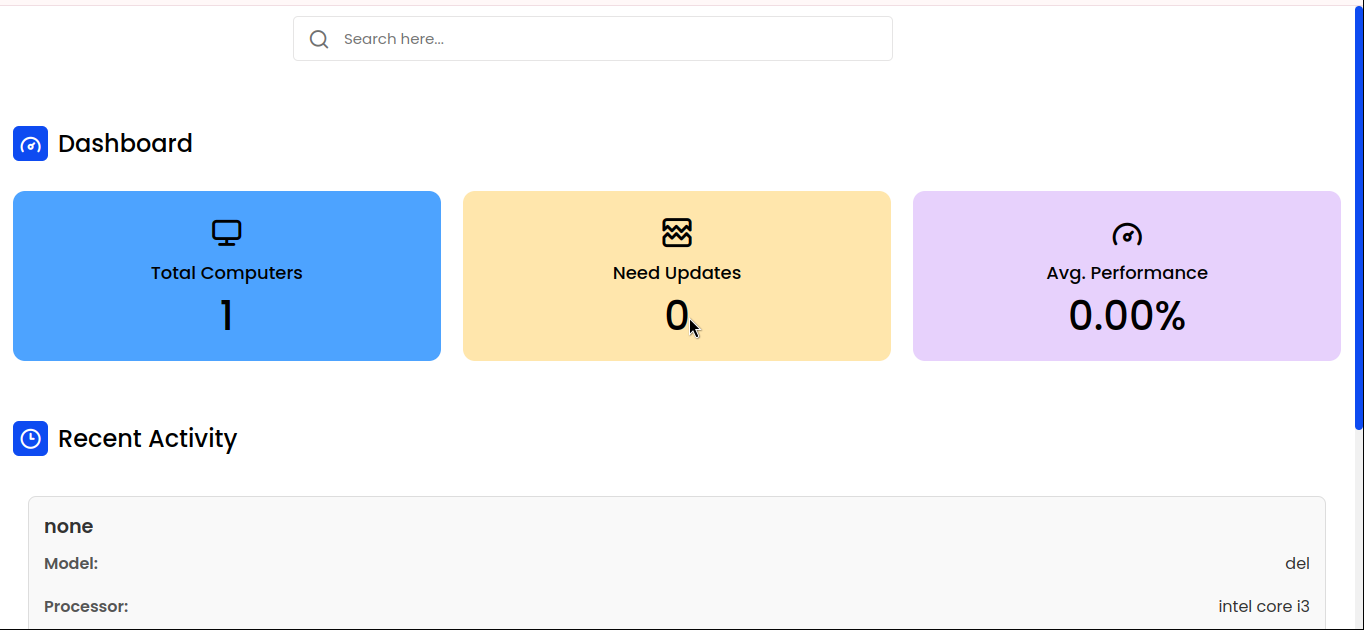 Search here...
Dashboard
Total Computers
1
Need Updates
0
Avg. Performance
0.00%
Recent Activity
none
Model: del
Processor: intel core i3